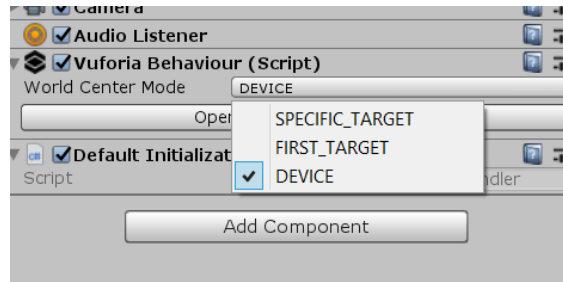 Camera
Audio Listener
Vuforia Behaviour (Script)
World Center Mode DEVICE
Oper
SPECIFIC_TARGET
FIRST_TARGET
DEVICE
Default Initializat
Script ndler
Add Component